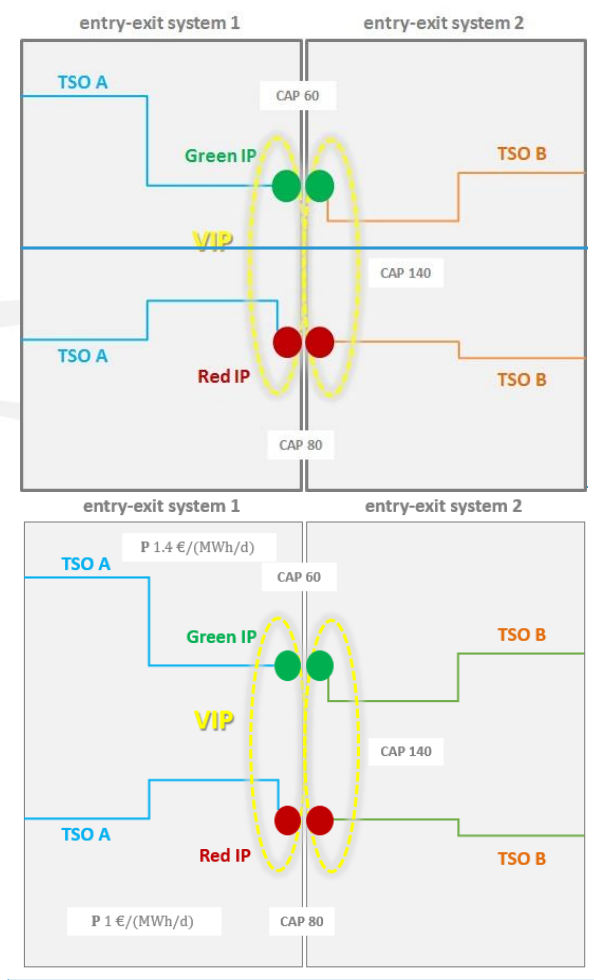 entry-exit system 1
entry-exit system 2
TSO A
CAP 60
Green IP
TSO B
VIP
CAP 140
TSO A
Red IP
TSO B
CAP 80
entry-exit system 1
entry-exit system 2
P 1.4 €/(MWh/d)
TSO A
CAP 60
Green IP
TSO B
VIP
CAP 140
TSO A
Red IP
TSO B
P 1 €/(MWh/d)
CAP 80